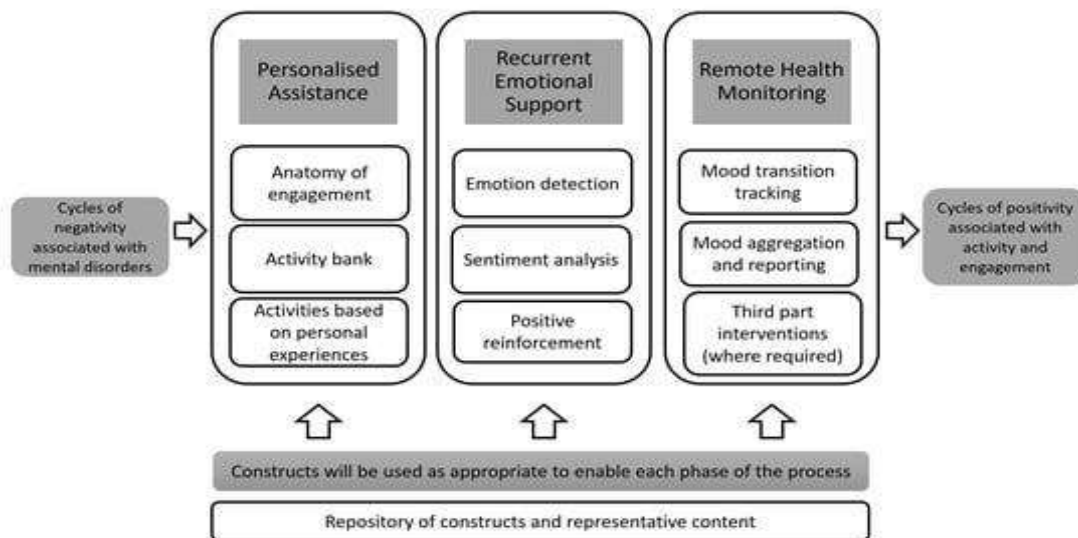 Personalised
Assistance
Recurrent
Emotional
Support
Remote Health
Monitoring
Anatomy of
engagement
Activity bank
Activities based
on personal
experiences
Emotion detection
Sentiment analysis
Positive
reinforcement
Mood transition
tracking
Mood aggregation
and reporting
Third part
interventions
(where required)
Cycles of
negativity
associated with
mental disorders
Cycles of positivity
associated with
activity and
engagement
Constructs will be used as appropriate to enable each phase of the process
Repository of constructs and representative content